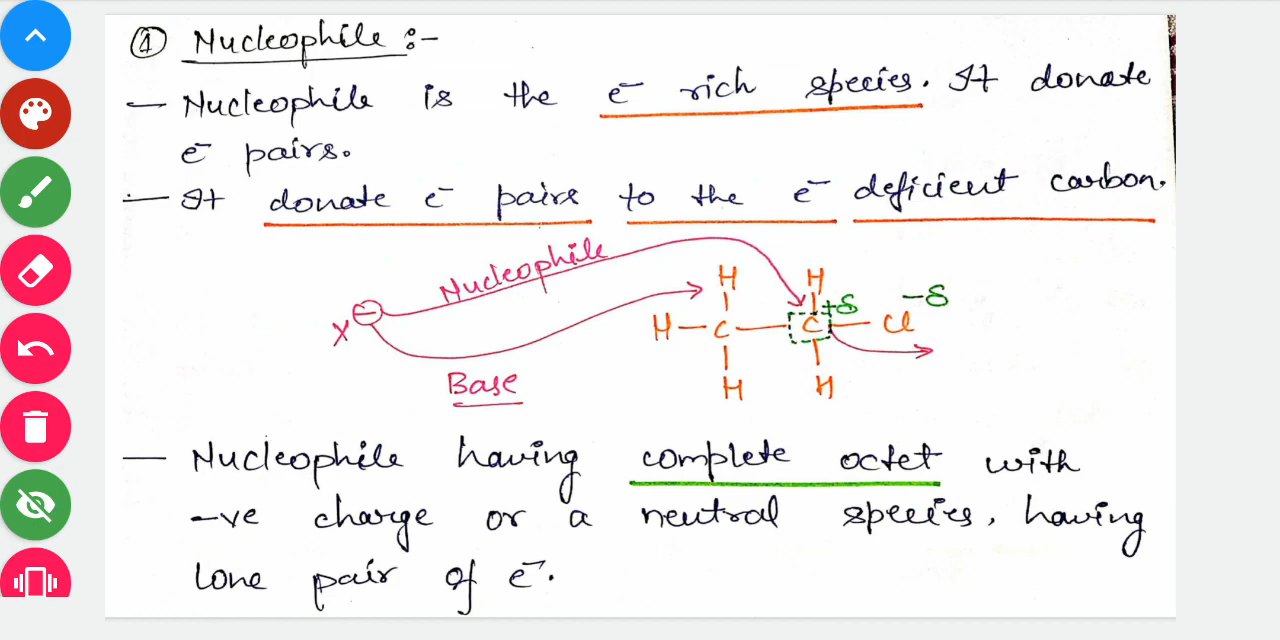 ① Nucleophile :-
— Nucleophile is the e⁻ rich species. It donate
e⁻ pairs.
— It donate e⁻ pairs to the e⁻ deficient carbon.
Nucleophile
H H
+δ -δ
X⊖ H — C — C — Cl
H H
Base
— Nucleophile having complete octet with
-ve charge or a neutral species, having
lone pair of e⁻.